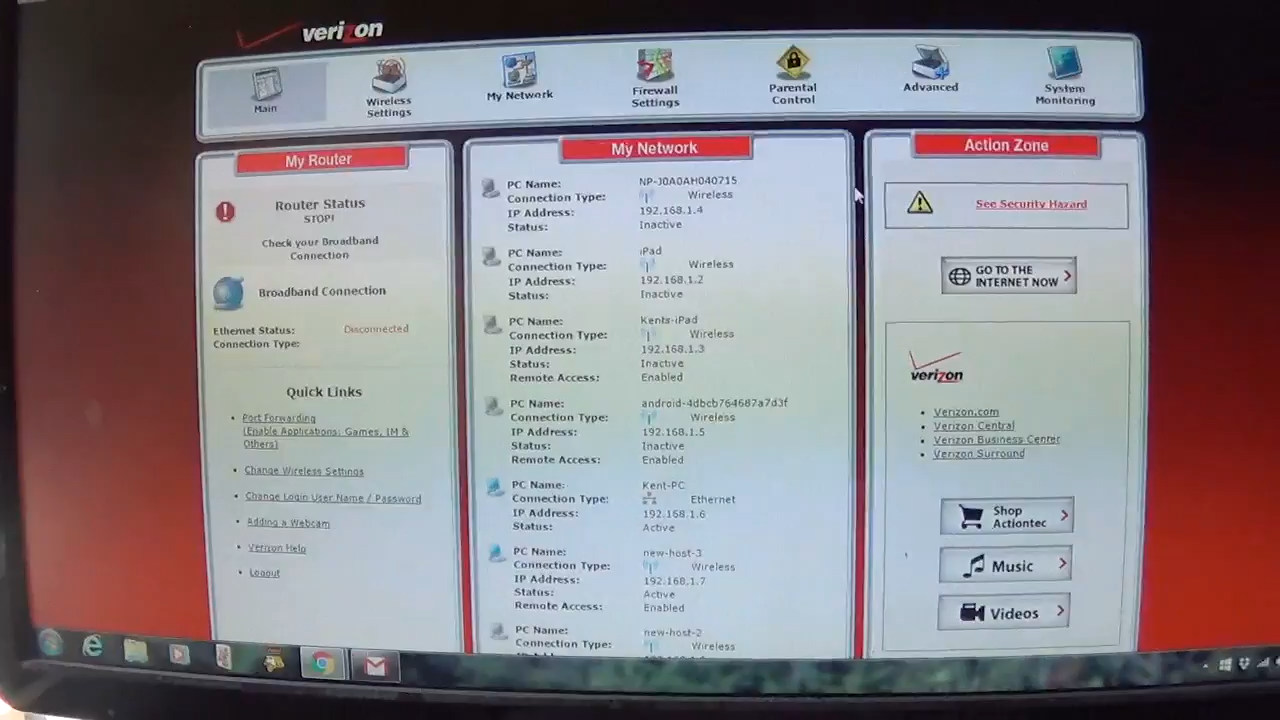 verizon
Main
Wireless
Settings
My Network
Firewall
Settings
Parental
Control
Advanced
System
Monitoring
My Router
Router Status
STOP!
Check your Broadband
Connection
Broadband Connection
Ethernet Status: Disconnected
Connection Type:
Quick Links
Port Forwarding
(Enable Applications: Games, IM &
Others)
Change Wireless Settings
Change Login User Name / Password
Adding a Webcam
Verizon Help
Logout
My Network
PC Name: NP-J0A0AH040715
Connection Type: Wireless
IP Address: 192.168.1.4
Status: Inactive
PC Name: iPad
Connection Type: Wireless
IP Address: 192.168.1.2
Status: Inactive
PC Name: Kents-iPad
Connection Type: Wireless
IP Address: 192.168.1.3
Status: Inactive
Remote Access: Enabled
PC Name: android-4dbcb764687a7d3f
Connection Type: Wireless
IP Address: 192.168.1.5
Status: Inactive
Remote Access: Enabled
PC Name: Kent-PC
Connection Type: Ethernet
IP Address: 192.168.1.6
Status: Active
PC Name: new-host-3
Connection Type: Wireless
IP Address: 192.168.1.7
Status: Active
Remote Access: Enabled
PC Name: new-host-2
Connection Type: Wireless
Action Zone
See Security Hazard
GO TO THE
INTERNET NOW
verizon
Verizon.com
Verizon Central
Verizon Business Center
Verizon Surround
Shop
Actiontec
Music
Videos